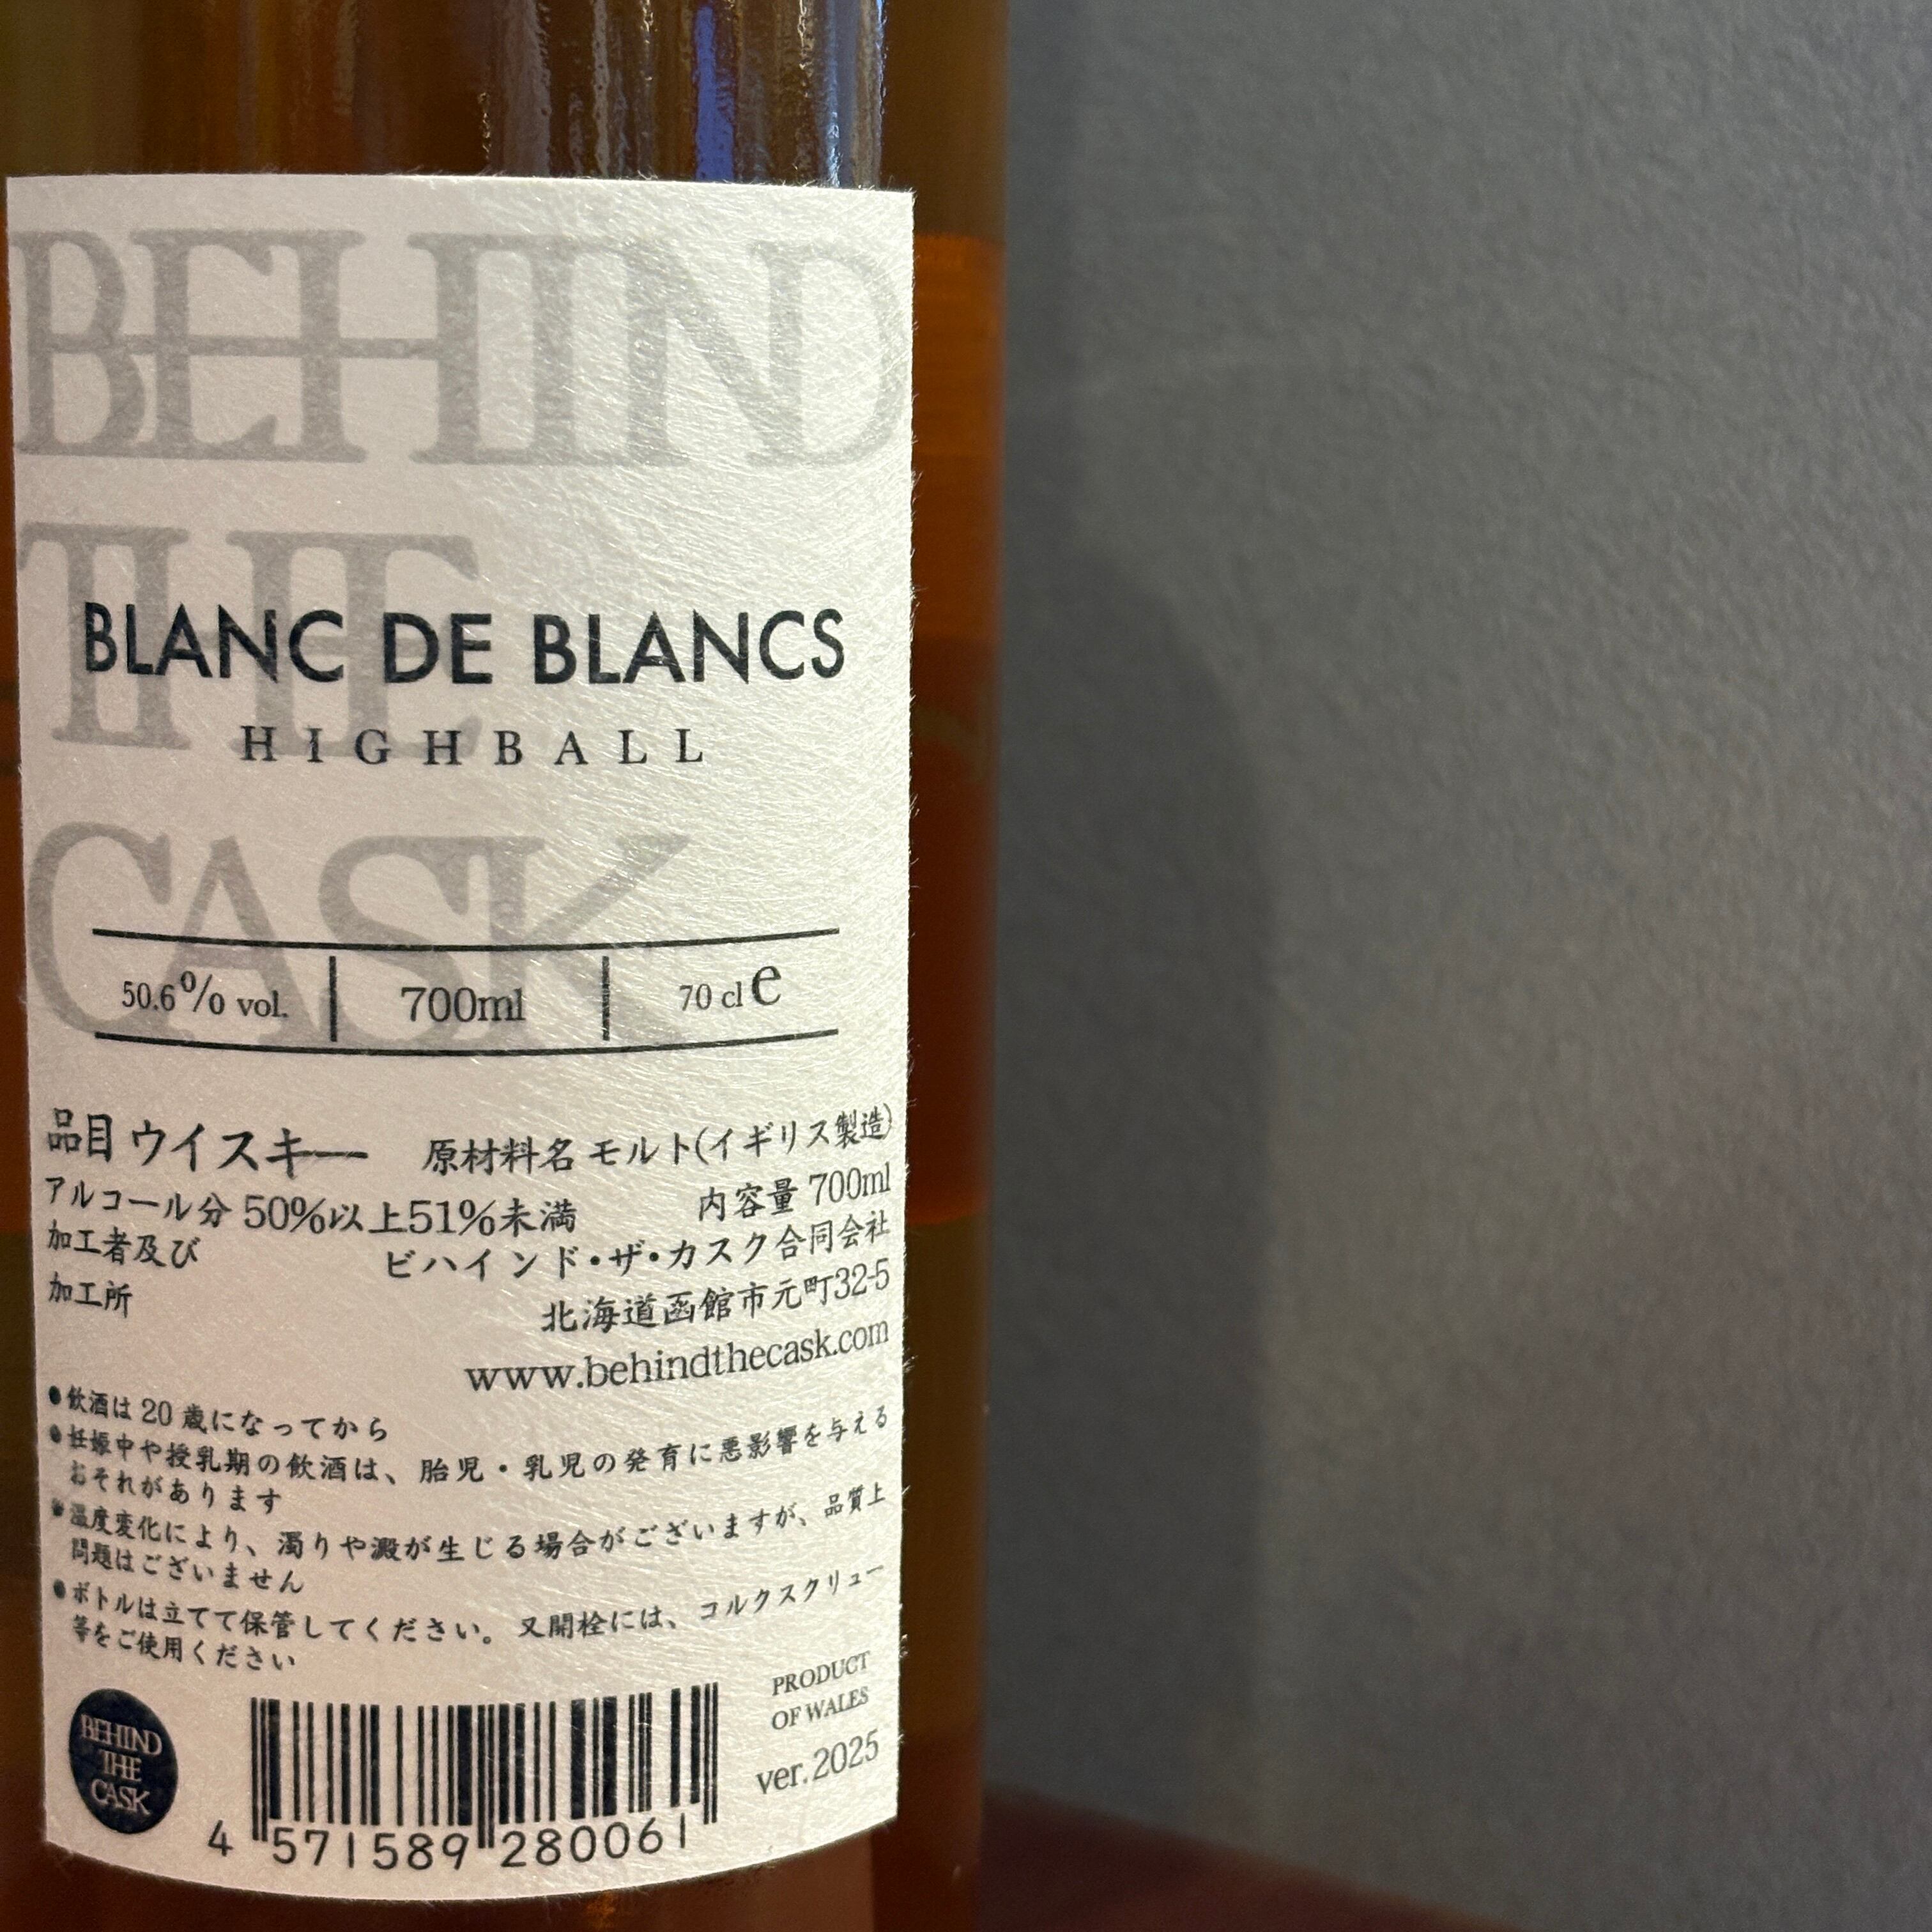 BEHIND
THE
CASK
BLANC DE BLANCS
HIGHBALL
50.6% vol. 700ml 70 cl e
品目 ウイスキー 原材料名 モルト(イギリス製造)
アルコール分 50%以上51%未満 内容量 700ml
加工者及び ビハインド・ザ・カスク合同会社
加工所 北海道函館市元町32-5
www.behindthecask.com
●飲酒は 20 歳になってから
●妊娠中や授乳期の飲酒は、胎児・乳児の発育に悪影響を与える
おそれがあります
●温度変化により、濁りや澱が生じる場合がございますが、品質上
問題はございません
●ボトルは立てて保管してください。又開栓には、コルクスクリュー
等をご使用ください
BEHIND
THE
CASK
4 571589 280061
PRODUCT
OF WALES
ver.2025